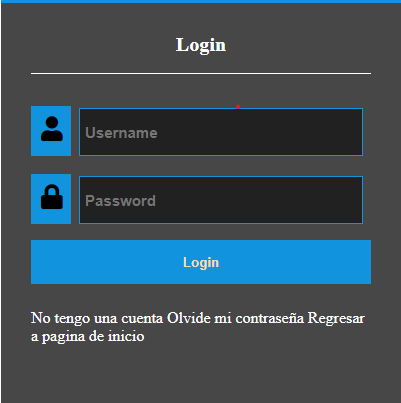 Login
Username
Password
Login
No tengo una cuenta Olvide mi contraseña Regresar
a pagina de inicio